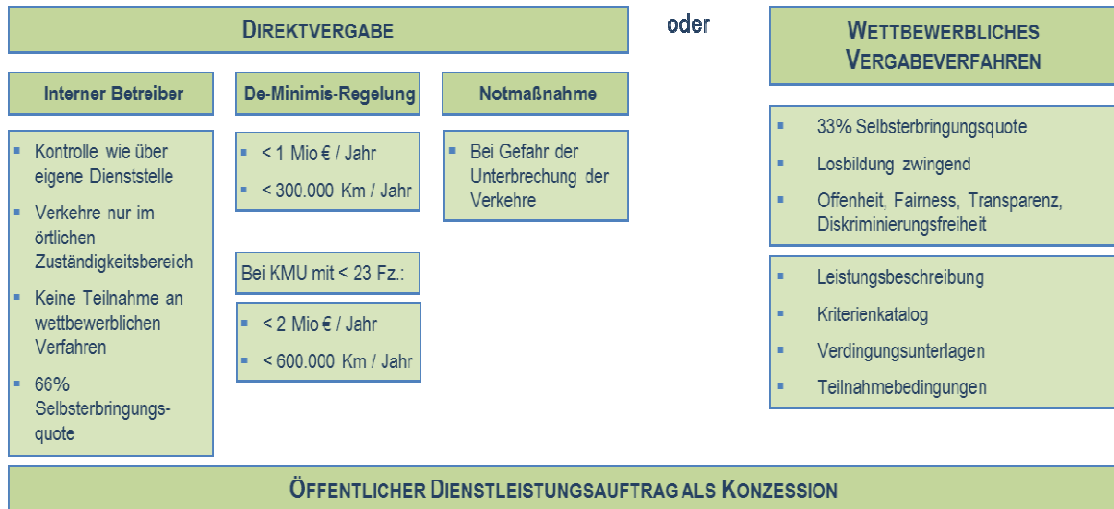 DIREKTVERGABE
oder
WETTBEWERBLICHES
VERGABEVERFAHREN
Interner Betreiber
De-Minimis-Regelung
Notmaßnahme
▪ Kontrolle wie über
eigene Dienststelle
▪ Verkehre nur im
örtlichen
Zuständigkeitsbereich
▪ Keine Teilnahme an
wettbewerblichen
Verfahren
▪ 66%
Selbsterbringungs-
quote
▪ < 1 Mio € / Jahr
▪ < 300.000 Km / Jahr
Bei KMU mit < 23 Fz.:
▪ < 2 Mio € / Jahr
▪ < 600.000 Km / Jahr
▪ Bei Gefahr der
Unterbrechung der
Verkehre
▪ 33% Selbsterbringungsquote
▪ Losbildung zwingend
▪ Offenheit, Fairness, Transparenz,
Diskriminierungsfreiheit
▪ Leistungsbeschreibung
▪ Kriterienkatalog
▪ Verdingungsunterlagen
▪ Teilnahmebedingungen
ÖFFENTLICHER DIENSTLEISTUNGSAUFTRAG ALS KONZESSION